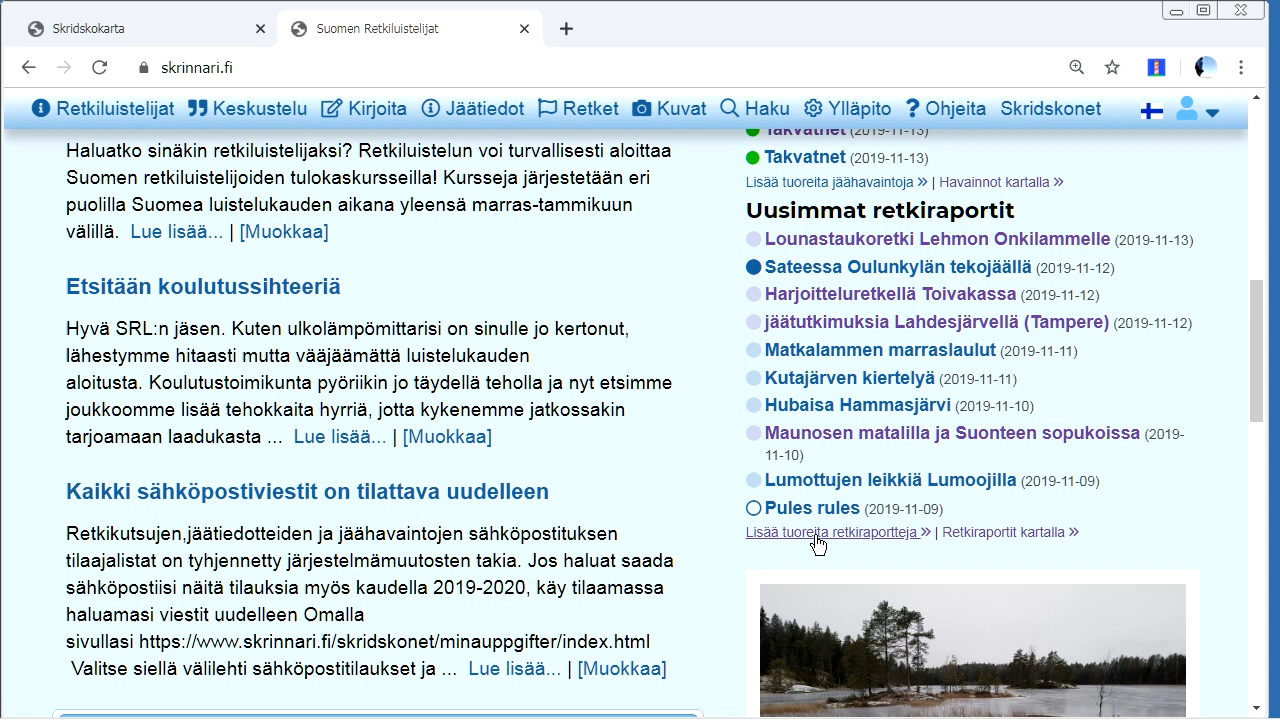 Skridskokarta
Suomen Retkiluistelijat
skrinnari.fi
Retkiluistelijat Keskustelu Kirjoita Jäätiedot Retket Kuvat Haku Ylläpito Ohjeita Skridskonet
Haluatko sinäkin retkiluistelijaksi? Retkiluistelun voi turvallisesti aloittaa
Suomen retkiluistelijoiden tulokaskursseilla! Kursseja järjestetään eri
puolilla Suomea luistelukauden aikana yleensä marras-tammikuun
välillä. Lue lisää... | [Muokkaa]
Etsitään koulutussihteeriä
Hyvä SRL:n jäsen. Kuten ulkolämpömittarisi on sinulle jo kertonut,
lähestymme hitaasti mutta vääjäämättä luistelukauden
aloitusta. Koulutustoimikunta pyöriikin jo täydellä teholla ja nyt etsimme
joukkoomme lisää tehokkaita hyrriä, jotta kykenemme jatkossakin
tarjoamaan laadukasta ... Lue lisää... | [Muokkaa]
Kaikki sähköpostiviestit on tilattava uudelleen
Retkikutsujen,jäätiedotteiden ja jäähavaintojen sähköpostituksen
tilaajalistat on tyhjennetty järjestelmämuutosten takia. Jos haluat saada
sähköpostiisi näitä tilauksia myös kaudella 2019-2020, käy tilaamassa
haluamasi viestit uudelleen Omalla
sivullasi https://www.skrinnari.fi/skridskonet/minauppgifter/index.html
Valitse siellä välilehti sähköpostitilaukset ja ... Lue lisää... | [Muokkaa]
Takvatnet (2019-11-13)
Takvatnet (2019-11-13)
Lisää tuoreita jäähavaintoja » | Havainnot kartalla »
Uusimmat retkiraportit
Lounastaukoretki Lehmon Onkilammelle (2019-11-13)
Sateessa Oulunkylän tekojäällä (2019-11-12)
Harjoitteluretkellä Toivakassa (2019-11-12)
jäätutkimuksia Lahdesjärvellä (Tampere) (2019-11-12)
Matkalammen marraslaulut (2019-11-11)
Kutajärven kiertelyä (2019-11-11)
Hubaisa Hammasjärvi (2019-11-10)
Maunosen matalilla ja Suonteen sopukoissa (2019-
11-10)
Lumottujen leikkiä Lumoojilla (2019-11-09)
Pules rules (2019-11-09)
Lisää tuoreita retkiraportteja » | Retkiraportit kartalla »